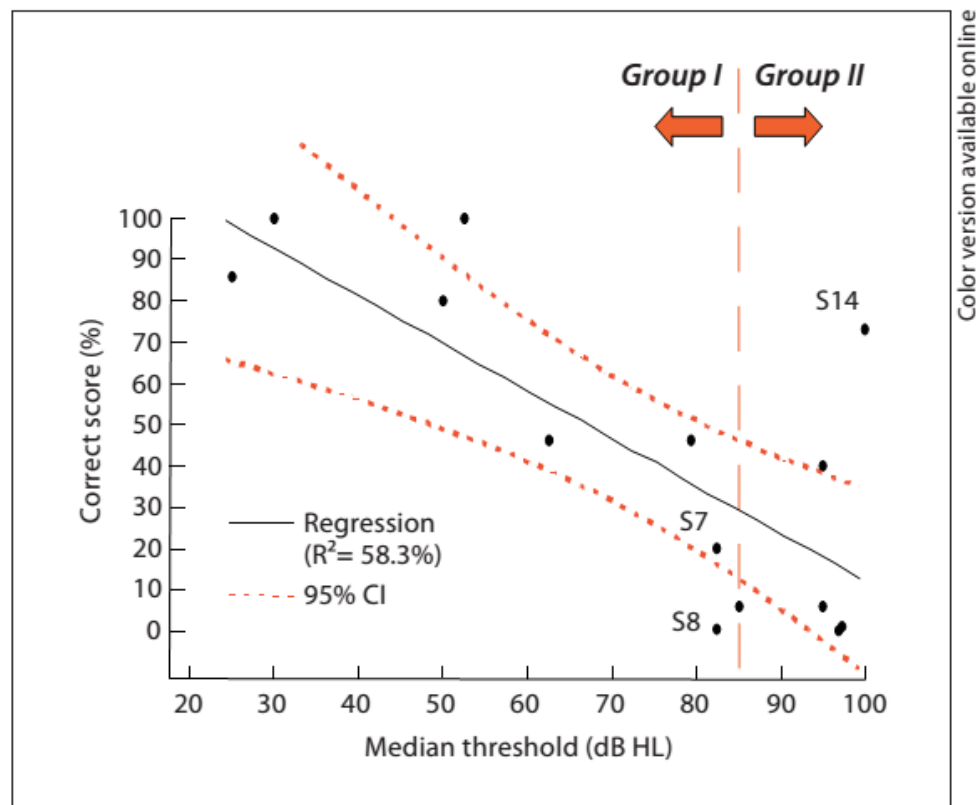 Color version available online
Group I
Group II
100
90
80
70
60
50
40
30
20
10
0
Correct score (%)
S14
S7
S8
Regression
(R²= 58.3%)
95% CI
20 30 40 50 60 70 80 90 100
Median threshold (dB HL)